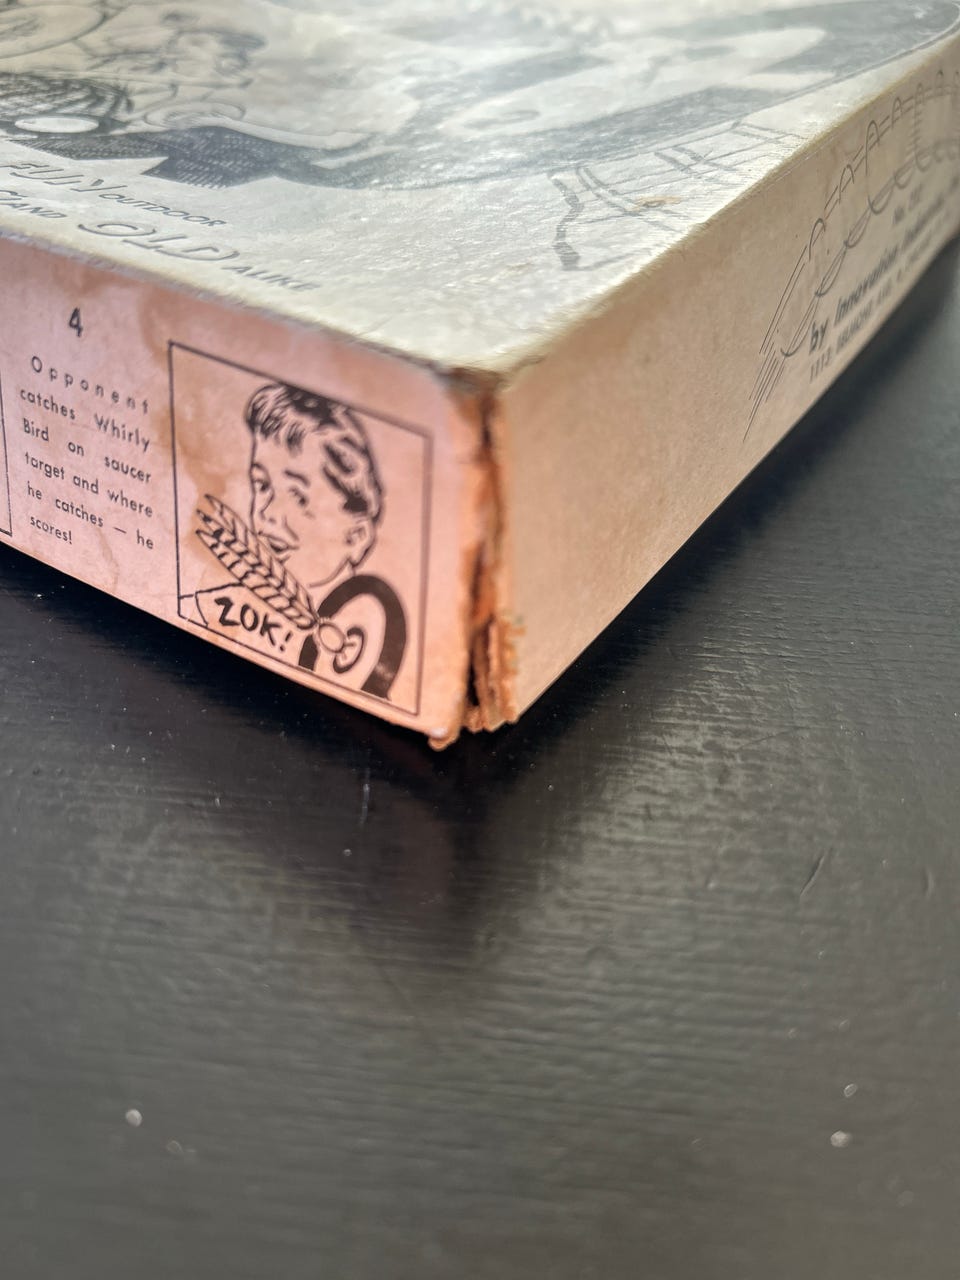 FUN OUTDOOR
AND OLD ALIKE
4
Opponent
catches Whirly
Bird on saucer
target and where
he catches — he
scores!
ZOK!
by Innovation